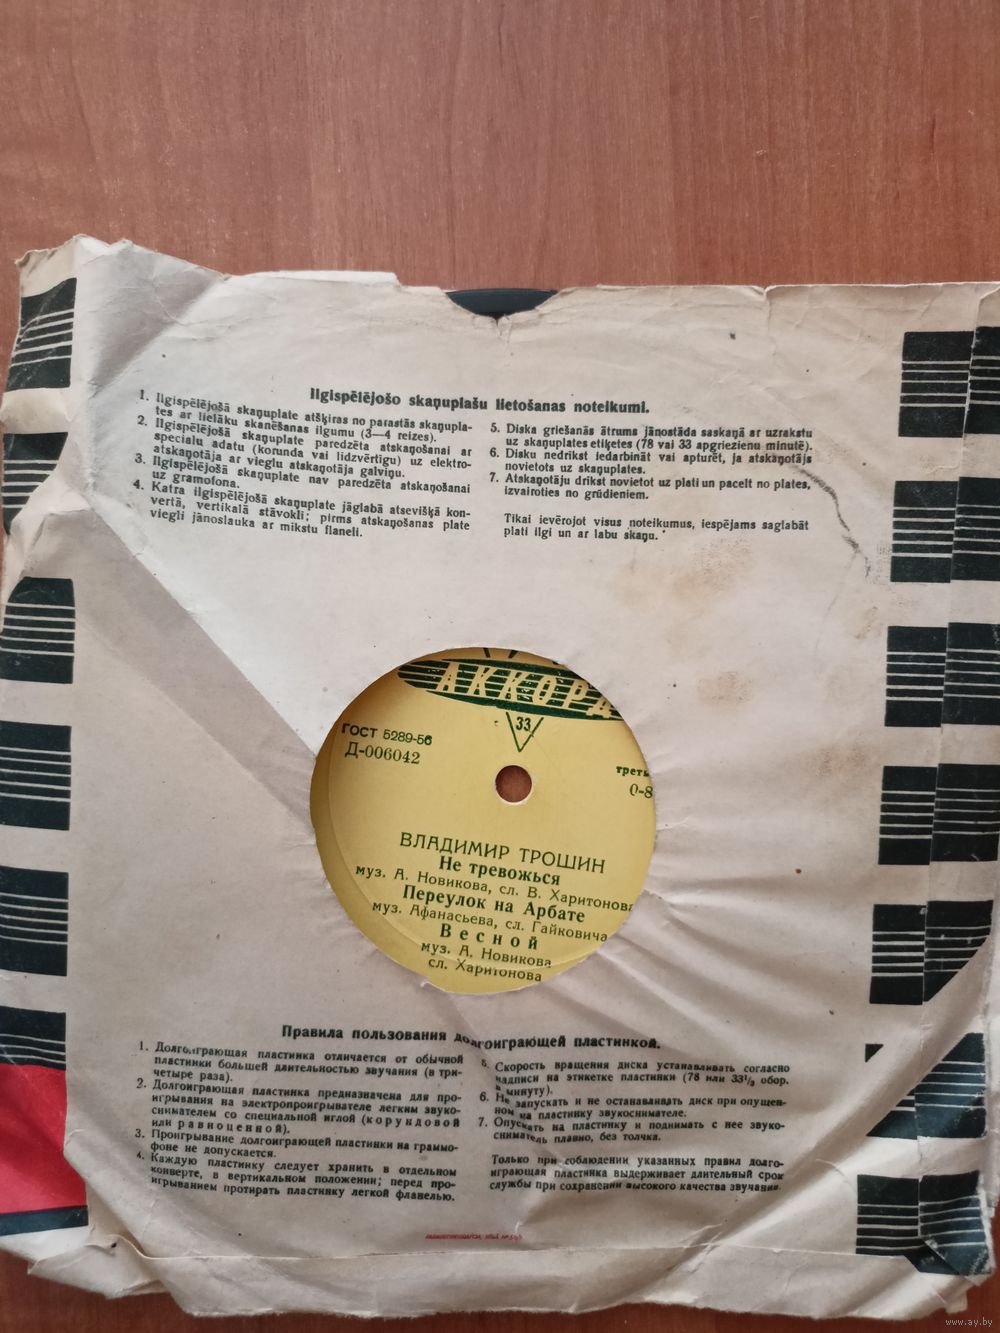 Ilgispēlējošo skaņuplašu lietošanas noteikumi.
1. Ilgispēlējošā skaņuplate atšķiras no parastās skaņupla-
tes ar lielāku skanēšanas ilgumu (3—4 reizes).
2. Ilgispēlējošā skaņuplate paredzēta atskaņošanai ar
specialu adatu (korunda vai līdzvērtīgu) uz elektro-
atskaņotāja ar vieglu atskaņotāja galviņu.
3. Ilgispēlējošā skaņuplate nav paredzēta atskaņošanai
uz gramofona.
4. Katra ilgispēlējošā skaņuplate jāglabā atsevišķā kon-
vertā, vertikalā stāvoklī; pirms atskaņošanas plate
viegli jānoslauka ar mikstu flaneli.
5. Diska griešanās ātrums jānostāda saskaņā ar uzrakstu
uz skaņuplates etiķetes (78 vai 33 apgriezieni minutē).
6. Disku nedrikst iedarbināt vai apturēt, ja atskaņotājs
novietots uz skaņuplates.
7. Atskaņotāju drikst novietot uz plati un pacelt no plates,
izvairoties no grūdieniem.
Tikai ievērojot visus noteikumus, iespējams saglabāt
plati ilgi un ar labu skaņu.
АККОРД
33
ГОСТ 5289-56
Д-006042
треть
0-8
ВЛАДИМИР ТРОШИН
Не тревожься
муз. А. Новикова, сл. В. Харитонова
Переулок на Арбате
муз. Афанасьева, сл. Гайковича
Весной
муз. А. Новикова
сл. Харитонова
Правила пользования долгоиграющей пластинкой.
1. Долгоиграющая пластинка отличается от обычной
пластинки большей длительностью звучания (в три-
четыре раза).
2. Долгоиграющая пластинка предназначена для про-
игрывания на электропроигрывателе легким звуко-
снимателем со специальной иглой (корундовой
или равноценной).
3. Проигрывание долгоиграющей пластинки на граммо-
фоне не допускается.
4. Каждую пластинку следует хранить в отдельном
конверте, в вертикальном положении; перед про-
игрыванием протирать пластинку легкой фланелью.
5. Скорость вращения диска устанавливать согласно
надписи на этикетке пластинки (78 или 33⅓ обор.
в минуту).
6. Не запускать и не останавливать диск при опущен-
ном на пластинку звукоснимателе.
7. Опускать на пластинку и поднимать с нее звуко-
сниматель плавно, без толчка.
Только при соблюдении указанных правил долго-
играющая пластинка выдерживает длительный срок
службы при сохранении высокого качества звучания.
www.ay.by